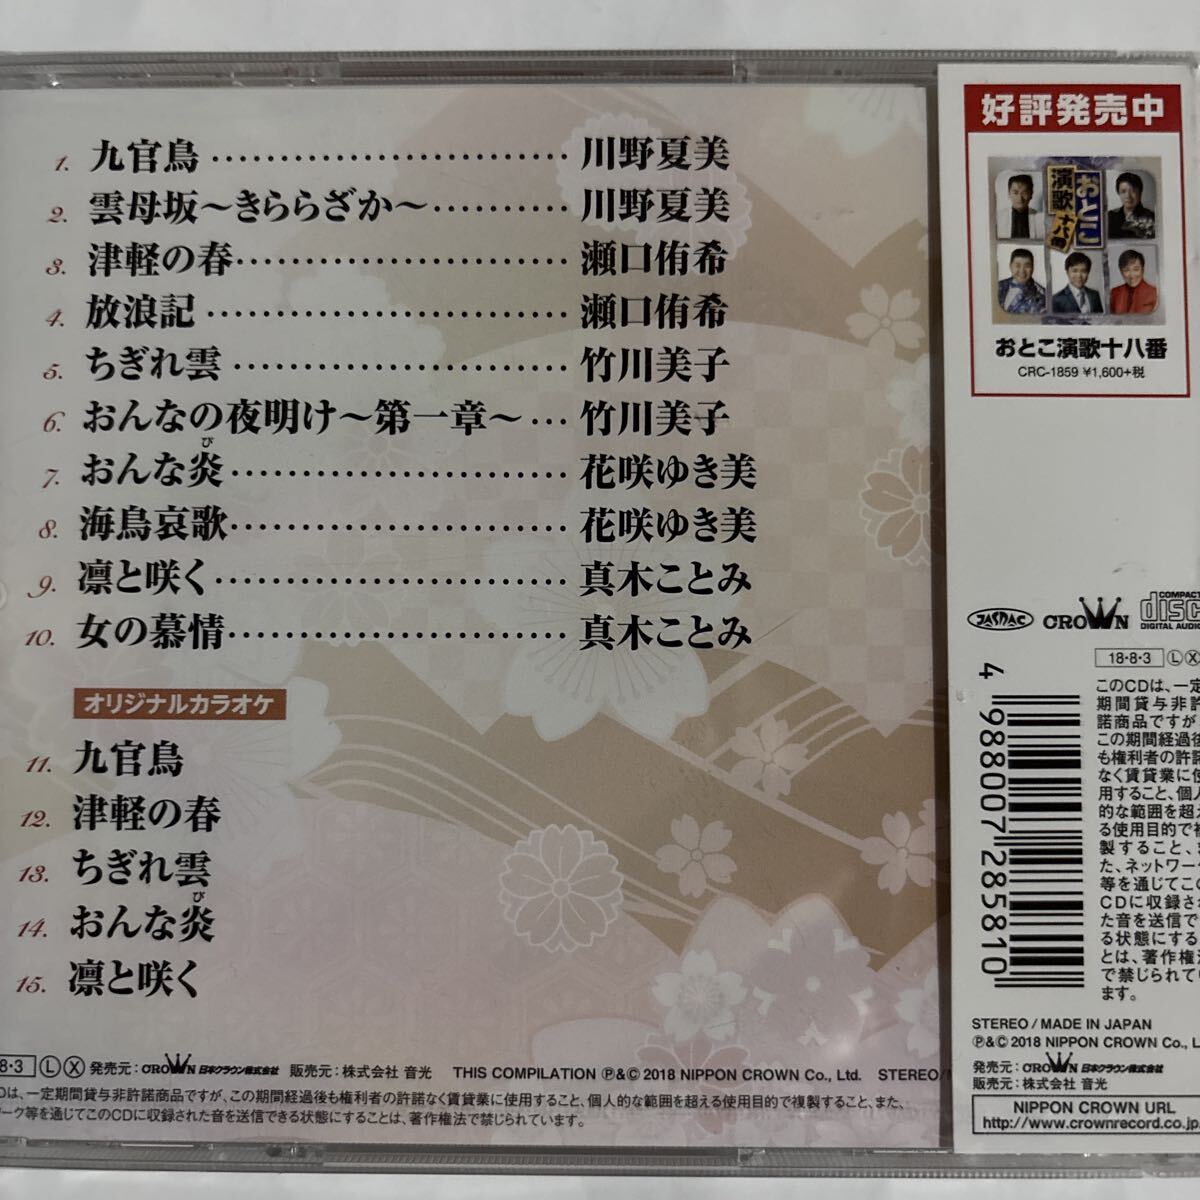 1. 九官鳥 ………………………… 川野夏美
2. 雲母坂～きららざか～ ………… 川野夏美
3. 津軽の春 ……………………… 瀬口侑希
4. 放浪記 ………………………… 瀬口侑希
5. ちぎれ雲 ……………………… 竹川美子
6. おんなの夜明け～第一章～ … 竹川美子
7. おんな炎 ……………………… 花咲ゆき美
び
8. 海鳥哀歌 ……………………… 花咲ゆき美
9. 凛と咲く ……………………… 真木ことみ
10. 女の慕情 ……………………… 真木ことみ
オリジナルカラオケ
11. 九官鳥
12. 津軽の春
13. ちぎれ雲
14. おんな炎
び
15. 凛と咲く
8・3 Ⓛ Ⓧ 発売元：CROWN 日本クラウン株式会社 販売元：株式会社 音光 THIS COMPILATION Ⓟ&© 2018 NIPPON CROWN Co., Ltd. STEREO/
Dは、一定期間貸与非許諾商品ですが、この期間経過後も権利者の許諾なく賃貸業に使用すること、個人的な範囲を超える使用目的で複製すること、また、
ーク等を通じてこのCDに収録された音を送信できる状態にすることは、著作権法で禁じられています。
好評発売中
おとこ
演歌
十八番
おとこ演歌十八番
CRC-1859 ¥1,600+税
JASRAC CROWN COMPACT disc DIGITAL AUDIO
18・8・3 Ⓛ Ⓧ
4 988007 285810
このCDは、一定
期間貸与非許
諾商品ですが
この期間経過後
も権利者の許諾
なく賃貸業に使
用すること、個人
的な範囲を超え
る使用目的で複
製すること、ま
た、ネットワーク
等を通じてこの
CDに収録され
た音を送信でき
る状態にするこ
とは、著作権法
で禁じられてい
ます。
STEREO/MADE IN JAPAN
Ⓟ&© 2018 NIPPON CROWN Co., L
発売元：CROWN 日本クラウン株式会社
販売元：株式会社 音光
NIPPON CROWN URL
http://www.crownrecord.co.jp